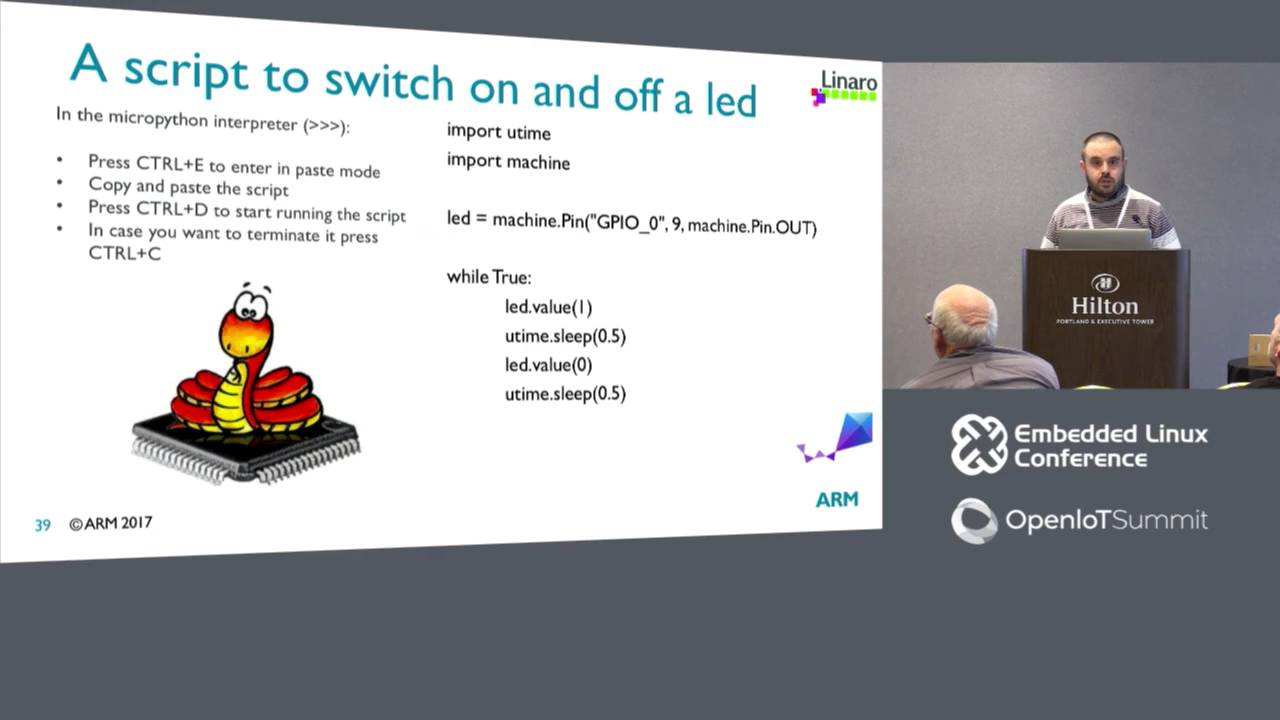 A script to switch on and off a led
Linaro
In the micropython interpreter (>>>):
• Press CTRL+E to enter in paste mode
• Copy and paste the script
• Press CTRL+D to start running the script
• In case you want to terminate it press
CTRL+C
import utime
import machine
led = machine.Pin("GPIO_0", 9, machine.Pin.OUT)
while True:
led.value(1)
utime.sleep(0.5)
led.value(0)
utime.sleep(0.5)
ARM
39 © ARM 2017
Hilton
PORTLAND & EXECUTIVE TOWER
Embedded Linux
Conference
OpenIoTSummit